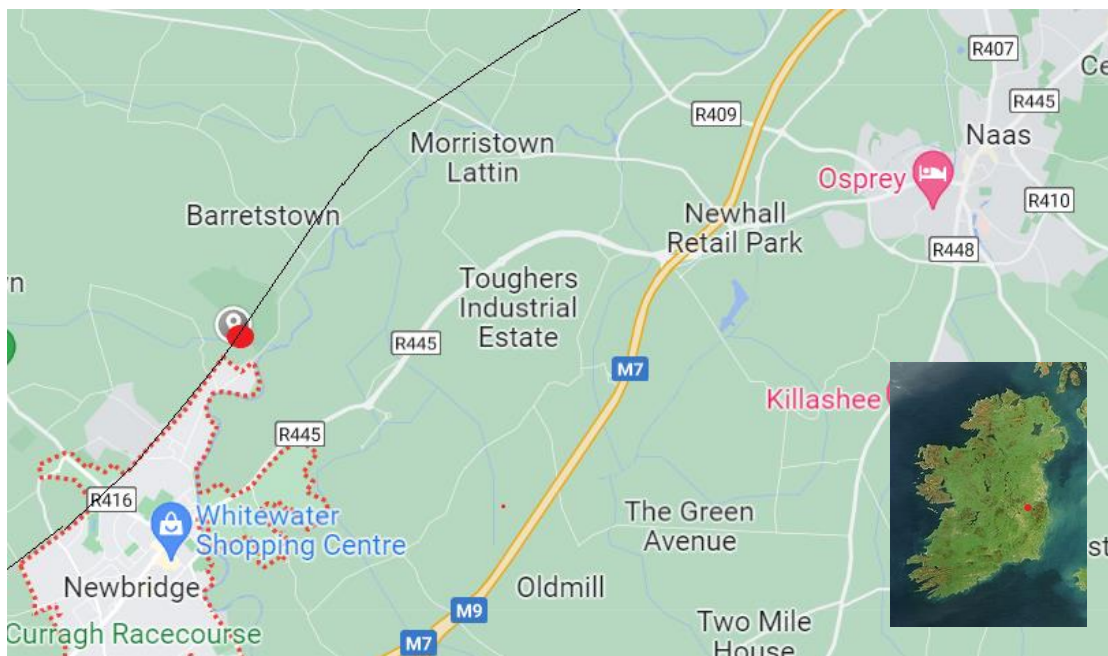 R407
Ce
R445
R409
Naas
Morristown
Lattin
Osprey
R410
Barretstown
Newhall
Retail Park
R448
Toughers
Industrial
Estate
n
R445
M7
Killashee
R445
R416
Whitewater
Shopping Centre
The Green
Avenue
st
Newbridge
Oldmill
M9
Two Mile
House
Curragh Racecourse
M7